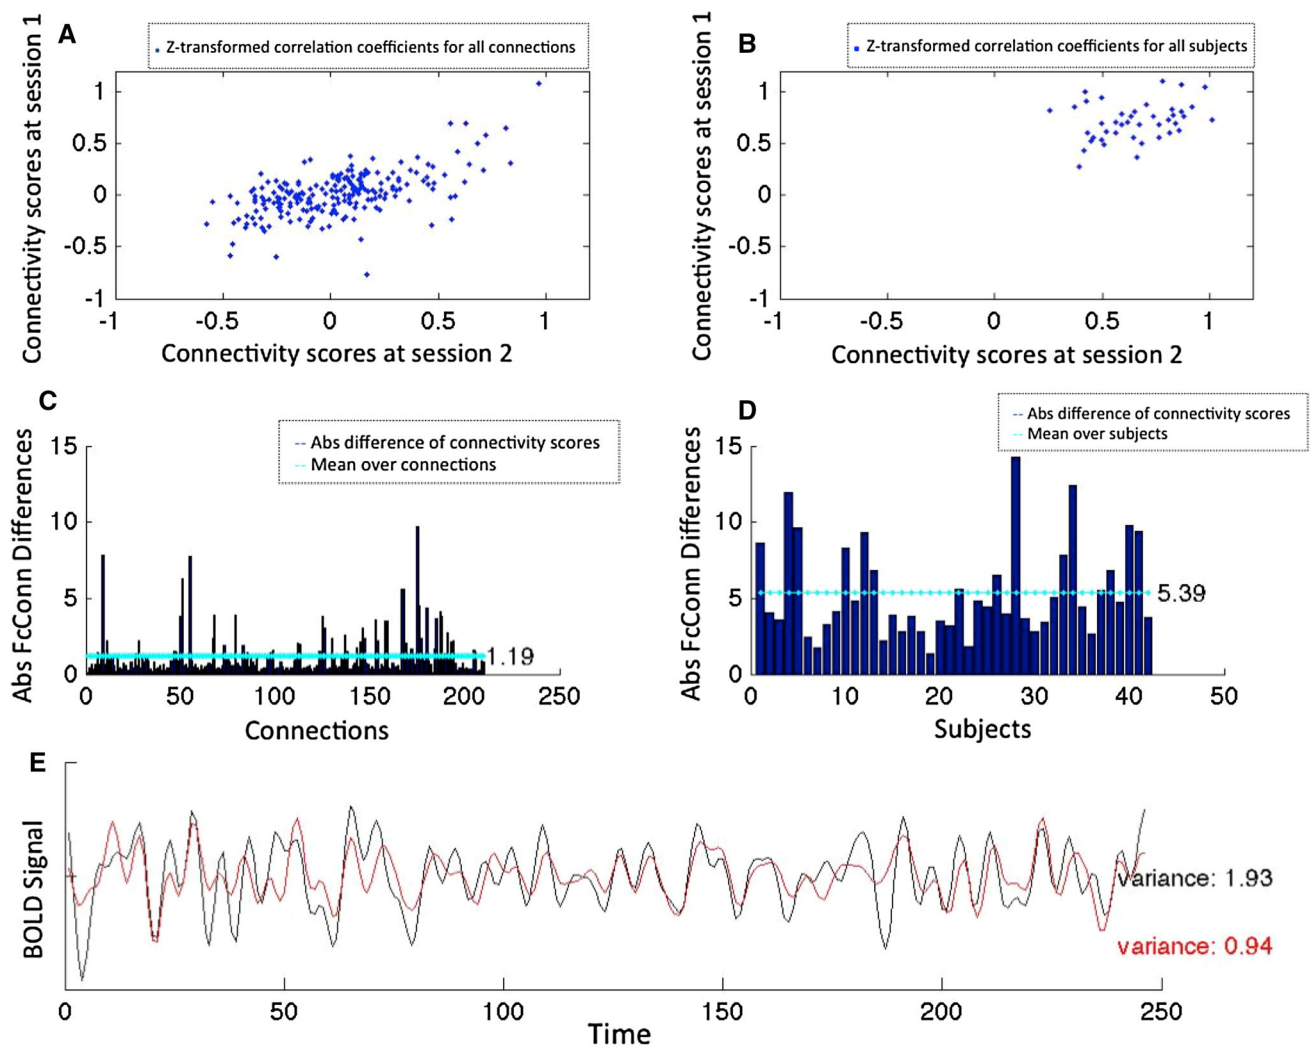 A
Z-transformed correlation coefficients for all connections
Connectivity scores at session 1
1
0.5
0
-0.5
-1
-1 -0.5 0 0.5 1
Connectivity scores at session 2
B
Z-transformed correlation coefficients for all subjects
Connectivity scores at session 1
1
0.5
0
-0.5
-1
-1 -0.5 0 0.5 1
Connectivity scores at session 2
C
Abs difference of connectivity scores
Mean over connections
Abs FcConn Differences
15
10
5
0
1.19
0 50 100 150 200 250
Connections
D
Abs difference of connectivity scores
Mean over subjects
Abs FcConn Differences
15
10
5
0
5.39
0 10 20 30 40 50
Subjects
E
BOLD Signal
variance: 1.93
variance: 0.94
0 50 100 150 200 250
Time